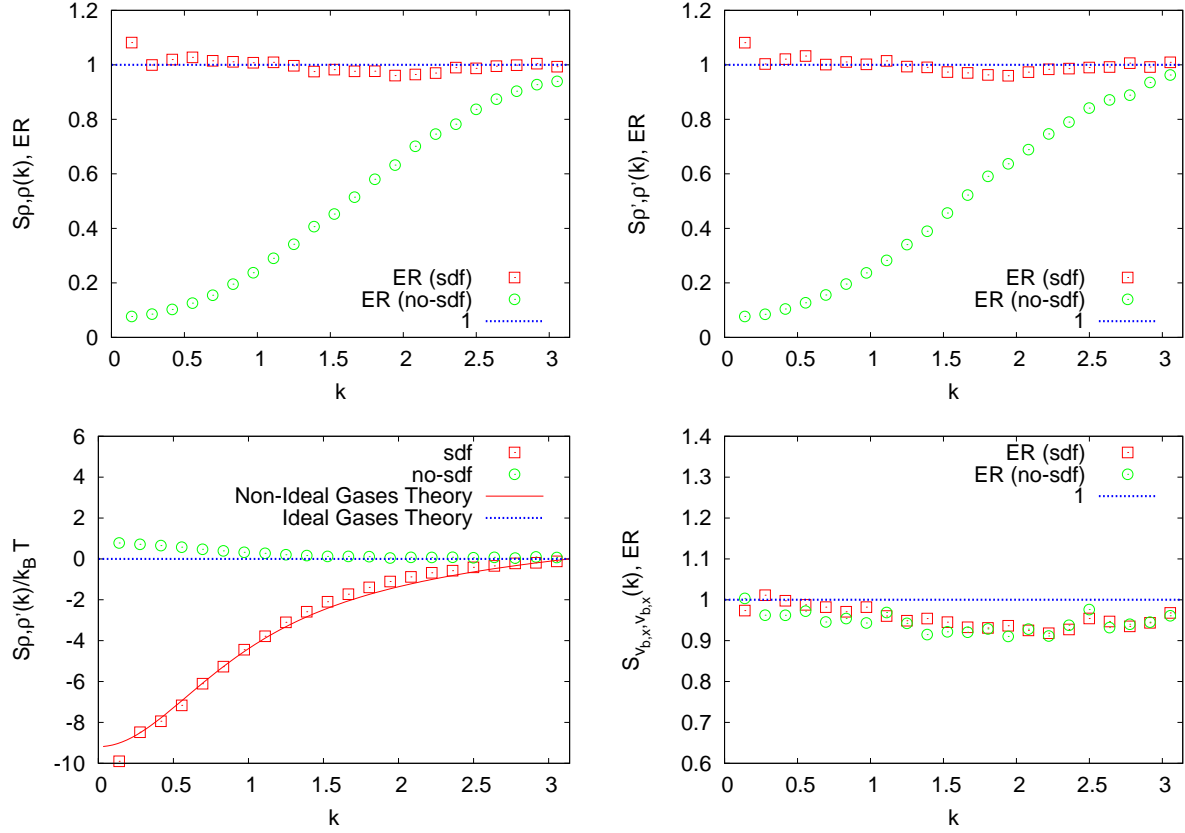 Sρ,ρ(k), ER
1.2
1
0.8
0.6
0.4
0.2
0
ER (sdf)
ER (no-sdf)
1
0 0.5 1 1.5 2 2.5 3
k
Sρ',ρ'(k), ER
1.2
1
0.8
0.6
0.4
0.2
0
ER (sdf)
ER (no-sdf)
1
0 0.5 1 1.5 2 2.5 3
k
Sρ,ρ'(k)/k_B T
6
4
2
0
-2
-4
-6
-8
-10
sdf
no-sdf
Non-Ideal Gases Theory
Ideal Gases Theory
0 0.5 1 1.5 2 2.5 3
k
S_{v_{b,x},v_{b,x}}(k), ER
1.4
1.3
1.2
1.1
1
0.9
0.8
0.7
0.6
ER (sdf)
ER (no-sdf)
1
0 0.5 1 1.5 2 2.5 3
k